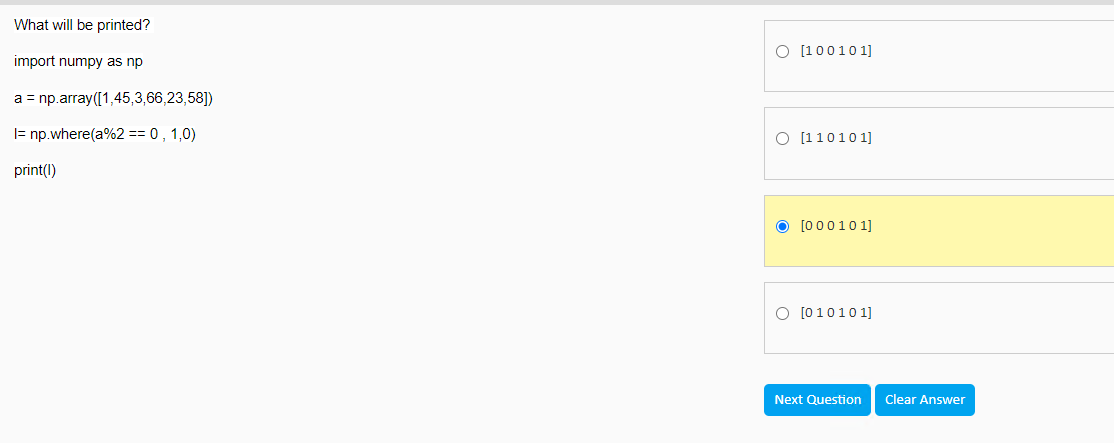 What will be printed?
import numpy as np
a = np.array([1,45,3,66,23,58])
l= np.where(a%2 == 0 , 1,0)
print(l)
[1 0 0 1 0 1]
[1 1 0 1 0 1]
[0 0 0 1 0 1]
[0 1 0 1 0 1]
Next Question Clear Answer